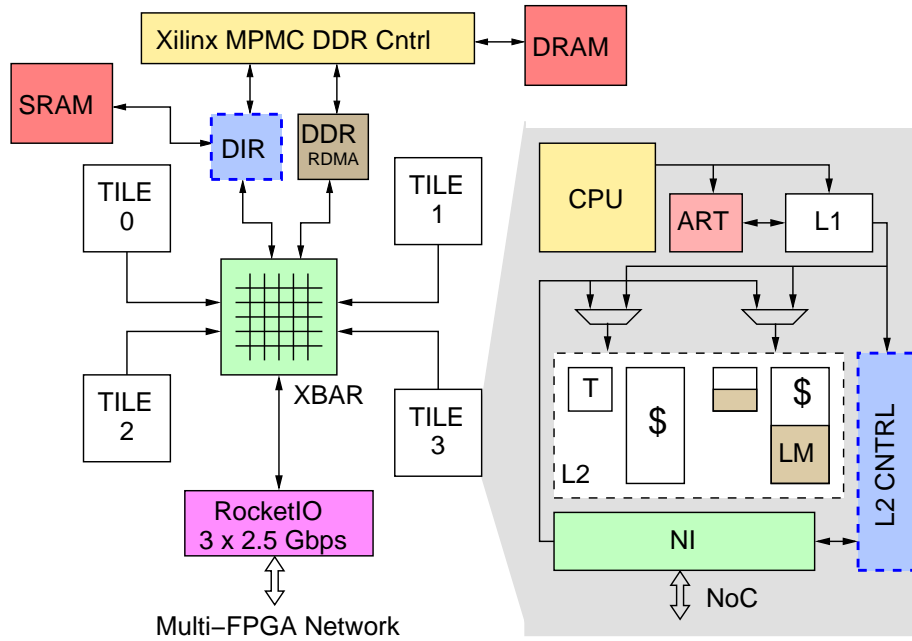 Xilinx MPMC DDR Cntrl
DRAM
SRAM
DIR
DDR
RDMA
TILE
0
TILE
1
XBAR
TILE
2
TILE
3
RocketIO
3 x 2.5 Gbps
Multi−FPGA Network
CPU
ART
L1
T
$
$
LM
L2
L2 CNTRL
NI
NoC